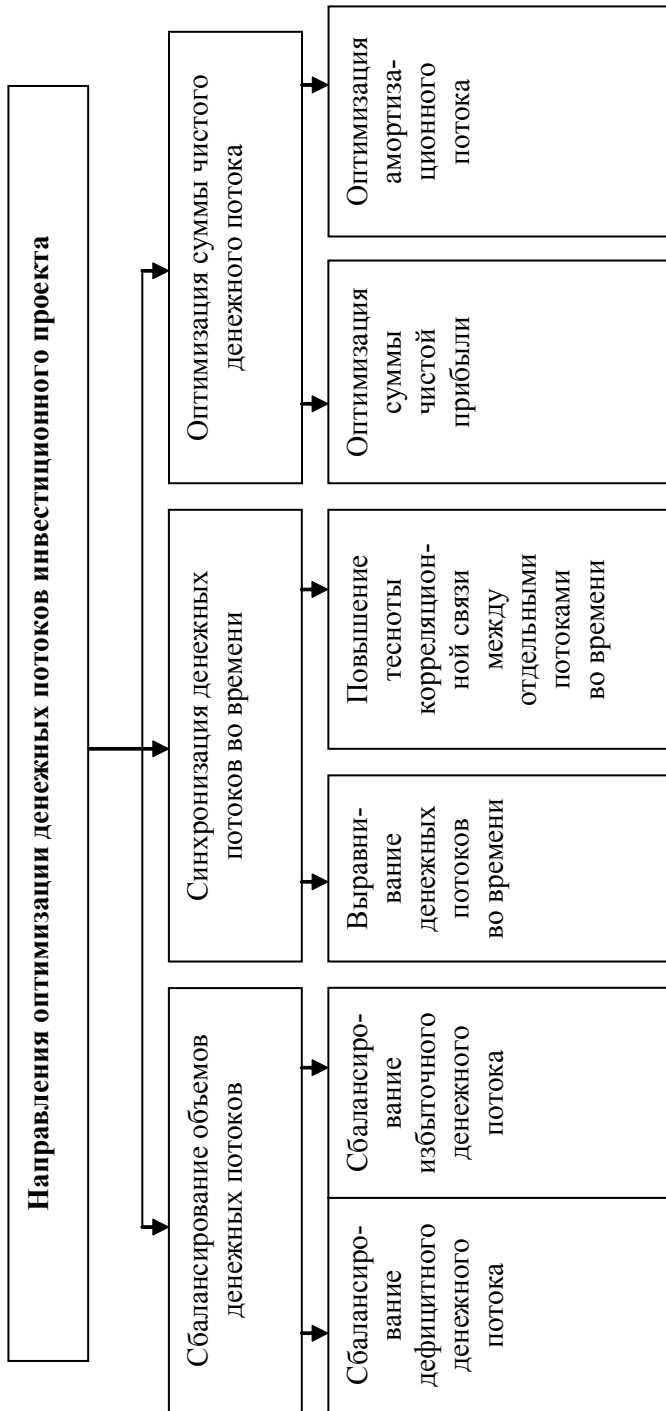 Направления оптимизации денежных потоков инвестиционного проекта
Сбалансирование объемов
денежных потоков
Синхронизация денежных
потоков во времени
Оптимизация суммы чистого
денежного потока
Сбалансиро-
вание
дефицитного
денежного
потока
Сбалансиро-
вание
избыточного
денежного
потока
Выравни-
вание
денежных
потоков
во времени
Повышение
тесноты
корреляцион-
ной связи
между
отдельными
потоками
во времени
Оптимизация
суммы
чистой
прибыли
Оптимизация
амортиза-
ционного
потока